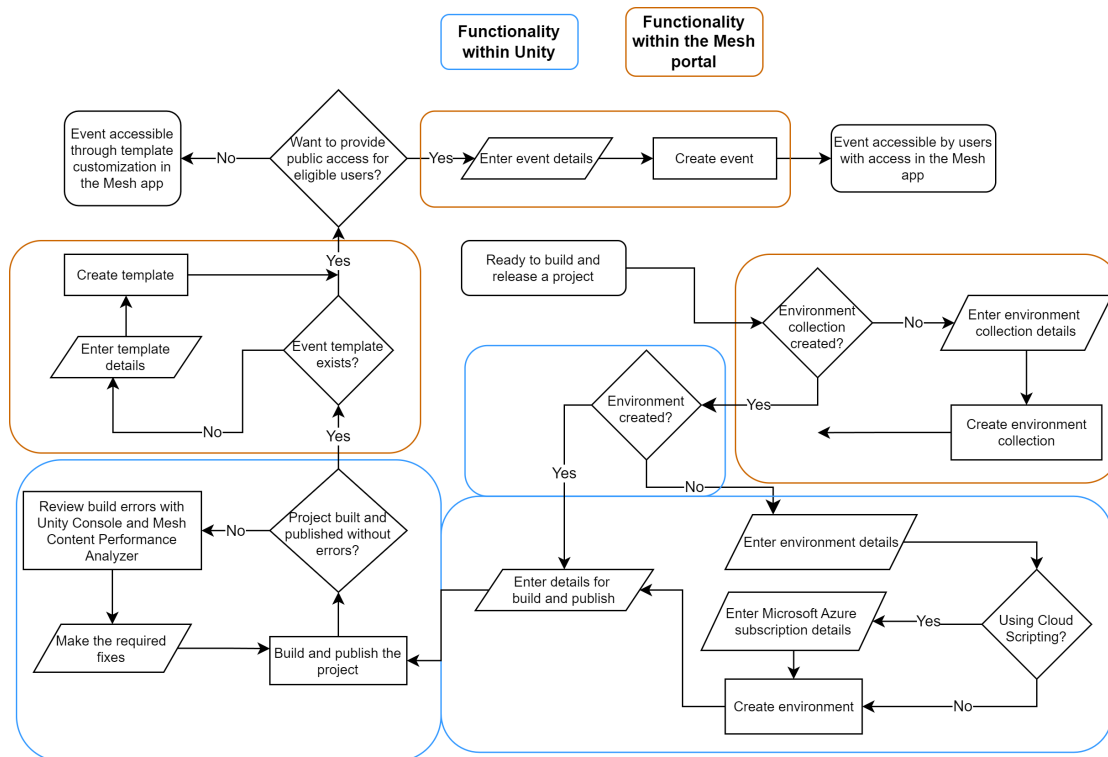 Functionality
within Unity
Functionality
within the Mesh
portal
Event accessible
through template
customization in
the Mesh app
No
Want to provide
public access for
eligible users?
Yes
Enter event details
Create event
Event accessible by users
with access in the Mesh
app
Yes
Create template
Ready to build and
release a project
Environment
collection
created?
No
Enter environment
collection details
Enter template
details
Event template
exists?
Environment
created?
Yes
Create environment
collection
No
Yes
Yes
No
Review build errors with
Unity Console and Mesh
Content Performance
Analyzer
No
Project built and
published without
errors?
Enter environment details
Enter details for
build and publish
Enter Microsoft Azure
subscription details
Yes
Using Cloud
Scripting?
Make the required
fixes
Build and publish the
project
Create environment
No